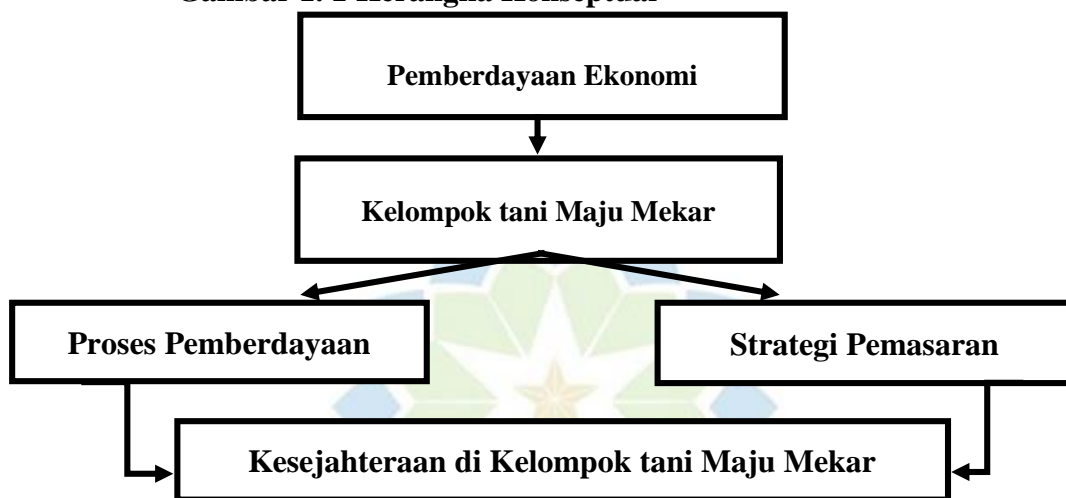 Pemberdayaan Ekonomi
Kelompok tani Maju Mekar
Proses Pemberdayaan
Strategi Pemasaran
Kesejahteraan di Kelompok tani Maju Mekar